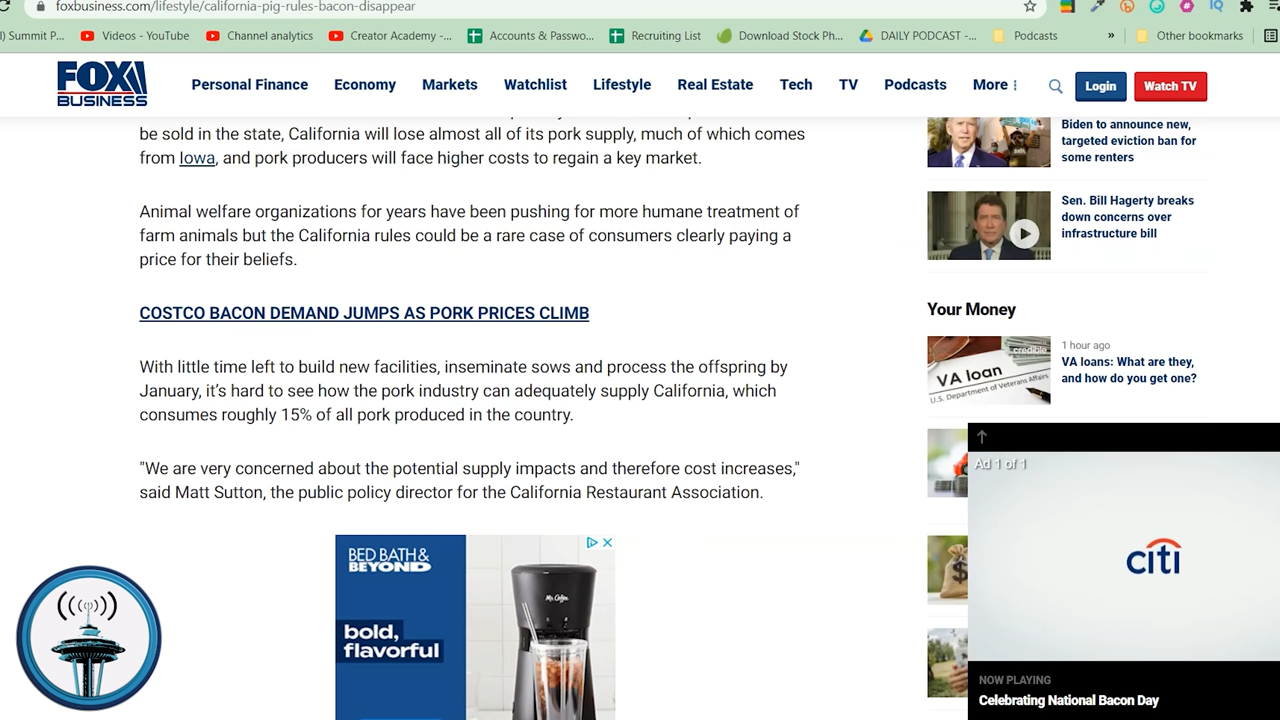 foxbusiness.com/lifestyle/california-pig-rules-bacon-disappear
I) Summit P... Videos - YouTube Channel analytics Creator Academy -... Accounts & Passwo... Recruiting List Download Stock Ph... DAILY PODCAST -... Podcasts » Other bookmarks
FOX
BUSINESS
Personal Finance Economy Markets Watchlist Lifestyle Real Estate Tech TV Podcasts More Login Watch TV
be sold in the state, California will lose almost all of its pork supply, much of which comes
from Iowa, and pork producers will face higher costs to regain a key market.
Animal welfare organizations for years have been pushing for more humane treatment of
farm animals but the California rules could be a rare case of consumers clearly paying a
price for their beliefs.
COSTCO BACON DEMAND JUMPS AS PORK PRICES CLIMB
With little time left to build new facilities, inseminate sows and process the offspring by
January, it's hard to see how the pork industry can adequately supply California, which
consumes roughly 15% of all pork produced in the country.
"We are very concerned about the potential supply impacts and therefore cost increases,"
said Matt Sutton, the public policy director for the California Restaurant Association.
BED BATH &
BEYOND
bold,
flavorful
Mr. Coffee
Biden to announce new,
targeted eviction ban for
some renters
Sen. Bill Hagerty breaks
down concerns over
infrastructure bill
Your Money
credible
VA loan
U.S. Department of Veterans Affairs
1 hour ago
VA loans: What are they,
and how do you get one?
Ad 1 of 1
citi
NOW PLAYING
Celebrating National Bacon Day